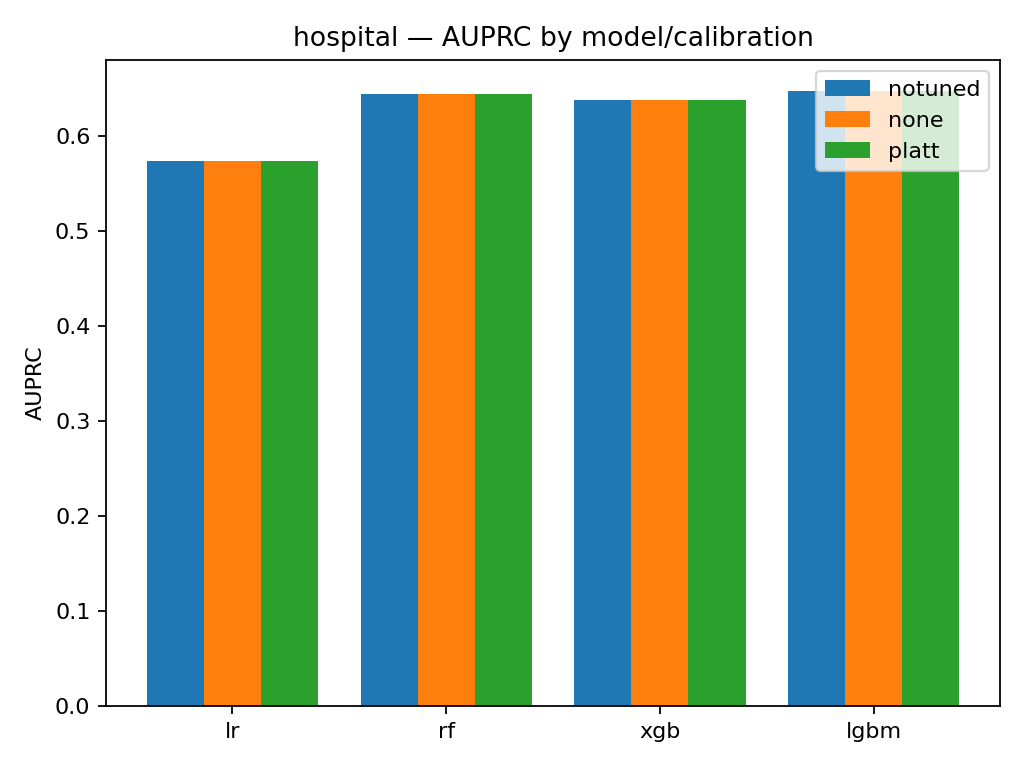 hospital — AUPRC by model/calibration
notuned
none
platt
AUPRC
0.6
0.5
0.4
0.3
0.2
0.1
0.0
lr
rf
xgb
lgbm